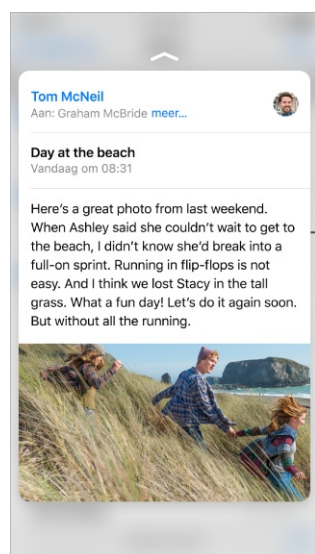 Tom McNeil
Aan: Graham McBride meer...
Day at the beach
Vandaag om 08:31
Here's a great photo from last weekend.
When Ashley said she couldn't wait to get to
the beach, I didn't know she'd break into a
full-on sprint. Running in flip-flops is not
easy. And I think we lost Stacy in the tall
grass. What a fun day! Let's do it again soon.
But without all the running.